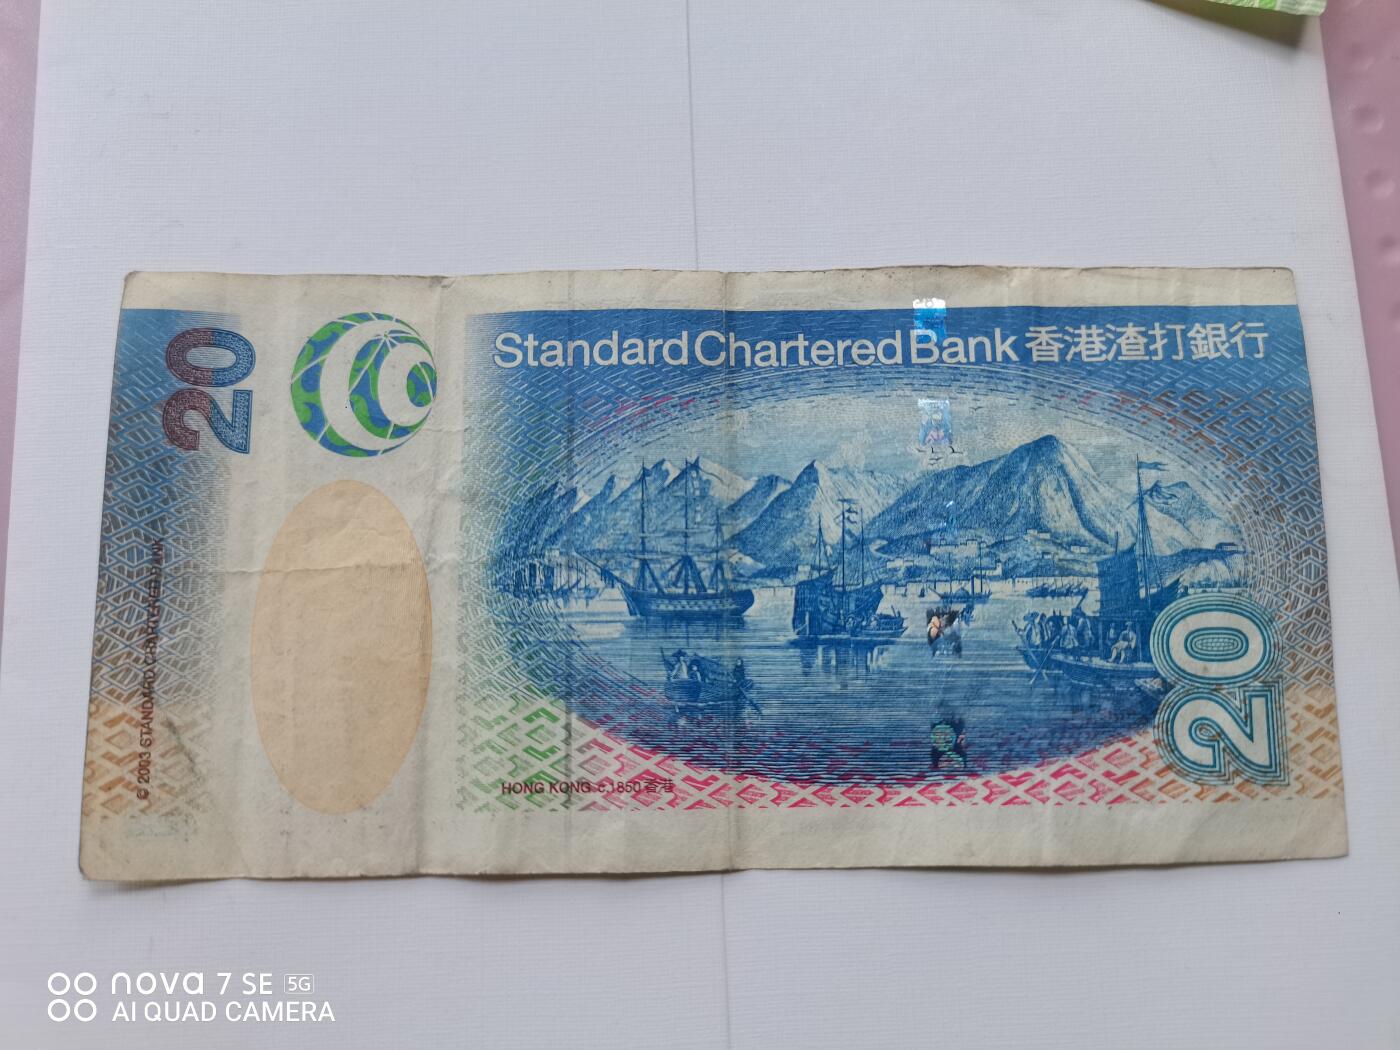 20
Standard Chartered Bank 香港渣打銀行
© 2003 STANDARD CHARTERED BANK
HONG KONG c.1850 香港
20
nova 7 SE 5G
AI QUAD CAMERA